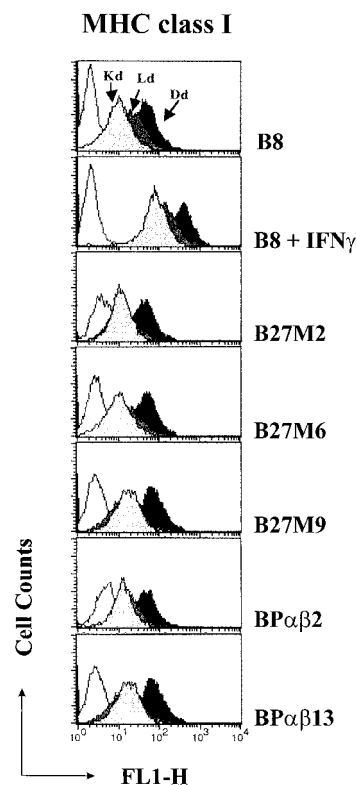 MHC class I
Kd
Ld
Dd
B8
B8 + IFNγ
B27M2
B27M6
B27M9
BPαβ2
BPαβ13
10⁰ 10¹ 10² 10³ 10⁴
Cell Counts
FL1-H